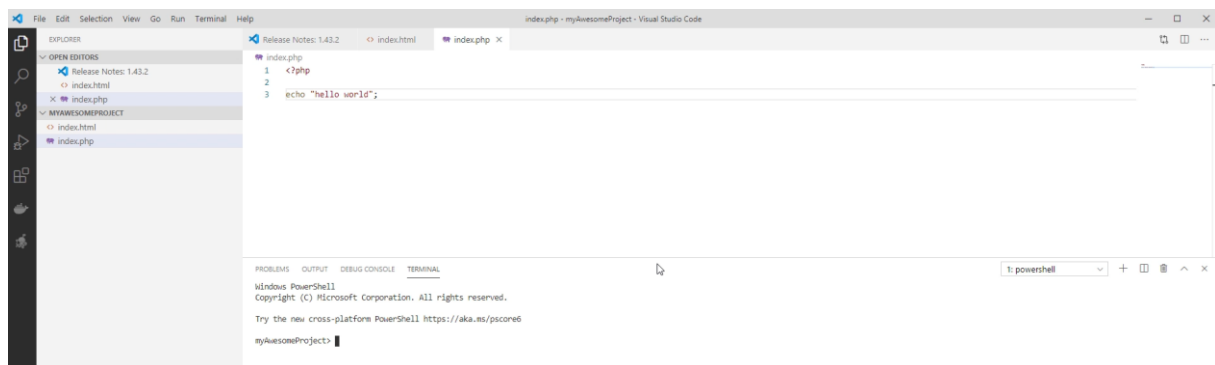 File Edit Selection View Go Run Terminal Help
index.php - myAwesomeProject - Visual Studio Code
EXPLORER
OPEN EDITORS
Release Notes: 1.43.2
index.html
index.php
MYAWESOMEPROJECT
index.html
index.php
Release Notes: 1.43.2 index.html index.php
index.php
1 <?php
2
3 echo "hello world";
PROBLEMS OUTPUT DEBUG CONSOLE TERMINAL
1: powershell
Windows PowerShell
Copyright (C) Microsoft Corporation. All rights reserved.
Try the new cross-platform PowerShell https://aka.ms/pscore6
myAwesomeProject>